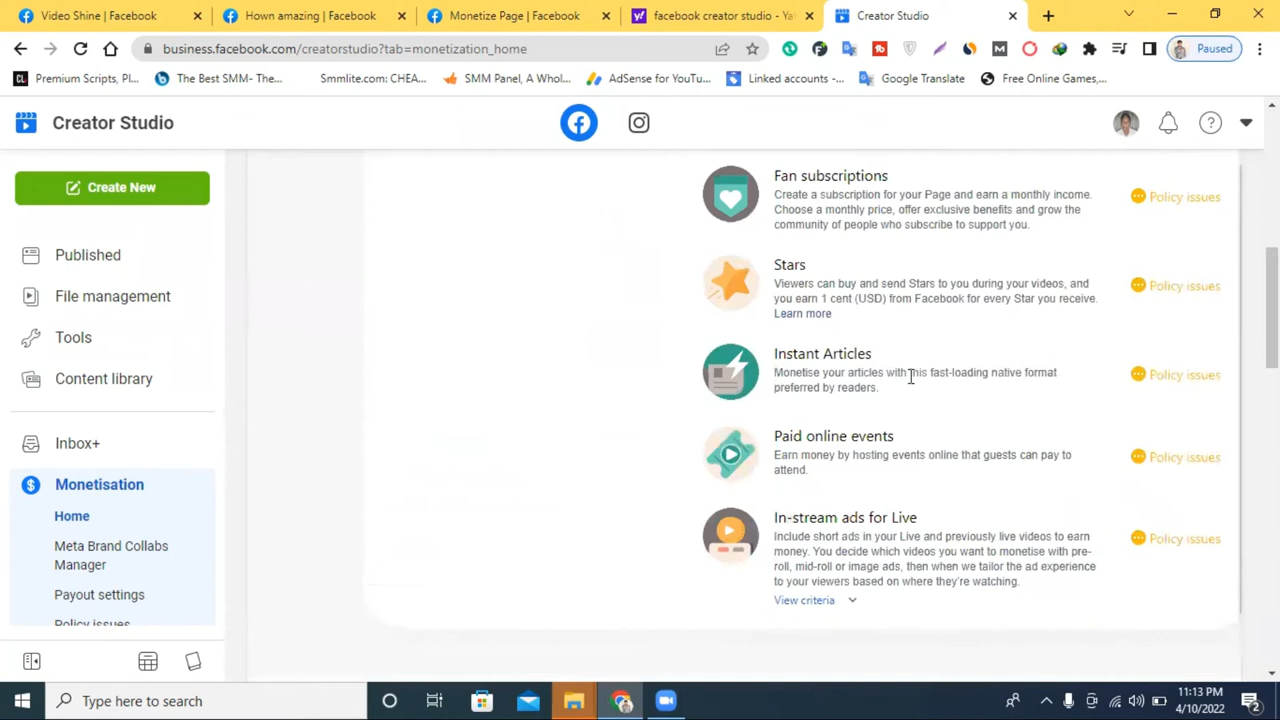 Video Shine | Facebook
Hown amazing | Facebook
Monetize Page | Facebook
facebook creator studio - Ya
Creator Studio
business.facebook.com/creatorstudio?tab=monetization_home
Paused
Premium Scripts, Pl...
The Best SMM- The...
Smmlite.com: CHEA...
SMM Panel, A Whol...
AdSense for YouTu...
Linked accounts -...
Google Translate
Free Online Games,...
Creator Studio
Create New
Published
File management
Tools
Content library
Inbox+
Monetisation
Home
Meta Brand Collabs
Manager
Payout settings
Policy issues
Fan subscriptions
Create a subscription for your Page and earn a monthly income.
Choose a monthly price, offer exclusive benefits and grow the
community of people who subscribe to support you.
Policy issues
Stars
Viewers can buy and send Stars to you during your videos, and
you earn 1 cent (USD) from Facebook for every Star you receive.
Learn more
Policy issues
Instant Articles
Monetise your articles with this fast-loading native format
preferred by readers.
Policy issues
Paid online events
Earn money by hosting events online that guests can pay to
attend.
Policy issues
In-stream ads for Live
Include short ads in your Live and previously live videos to earn
money. You decide which videos you want to monetise with pre-
roll, mid-roll or image ads, then when we tailor the ad experience
to your viewers based on where they're watching.
View criteria
Policy issues
Type here to search
11:13 PM
4/10/2022
2